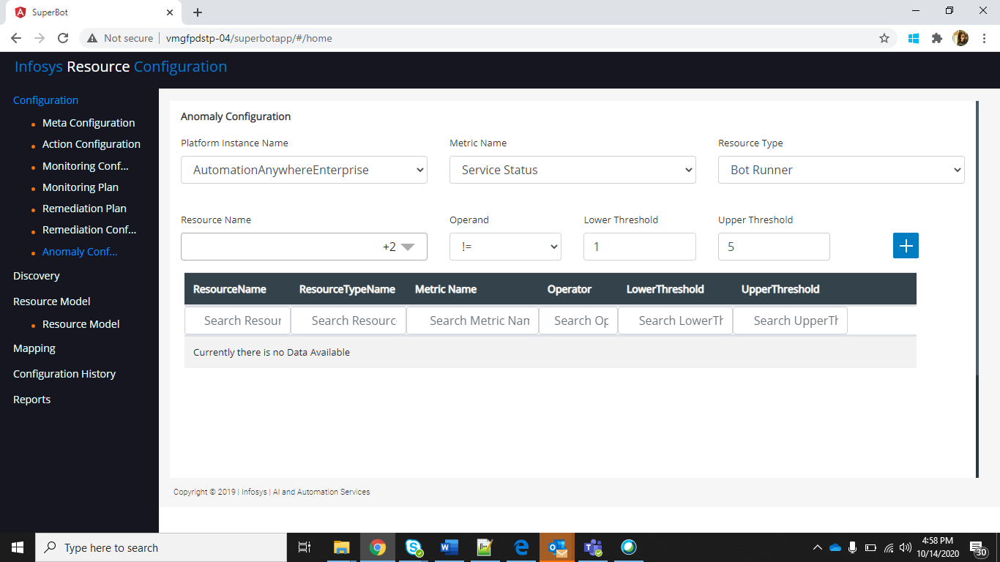 SuperBot
Not secure vmgfpdstp-04/superbotapp/#/home
Infosys Resource Configuration
Configuration
Meta Configuration
Action Configuration
Monitoring Conf...
Monitoring Plan
Remediation Plan
Remediation Conf...
Anomaly Conf...
Discovery
Resource Model
Resource Model
Mapping
Configuration History
Reports
Anomaly Configuration
Platform Instance Name Metric Name Resource Type
AutomationAnywhereEnterprise Service Status Bot Runner
Resource Name Operand Lower Threshold Upper Threshold
+2 != 1 5
ResourceName ResourceTypeName Metric Name Operator LowerThreshold UpperThreshold
Search Resour Search Resourc Search Metric Nam Search Op Search LowerTh Search UpperTh
Currently there is no Data Available
Copyright © 2019 | Infosys | AI and Automation Services
Type here to search
4:58 PM
10/14/2020
30